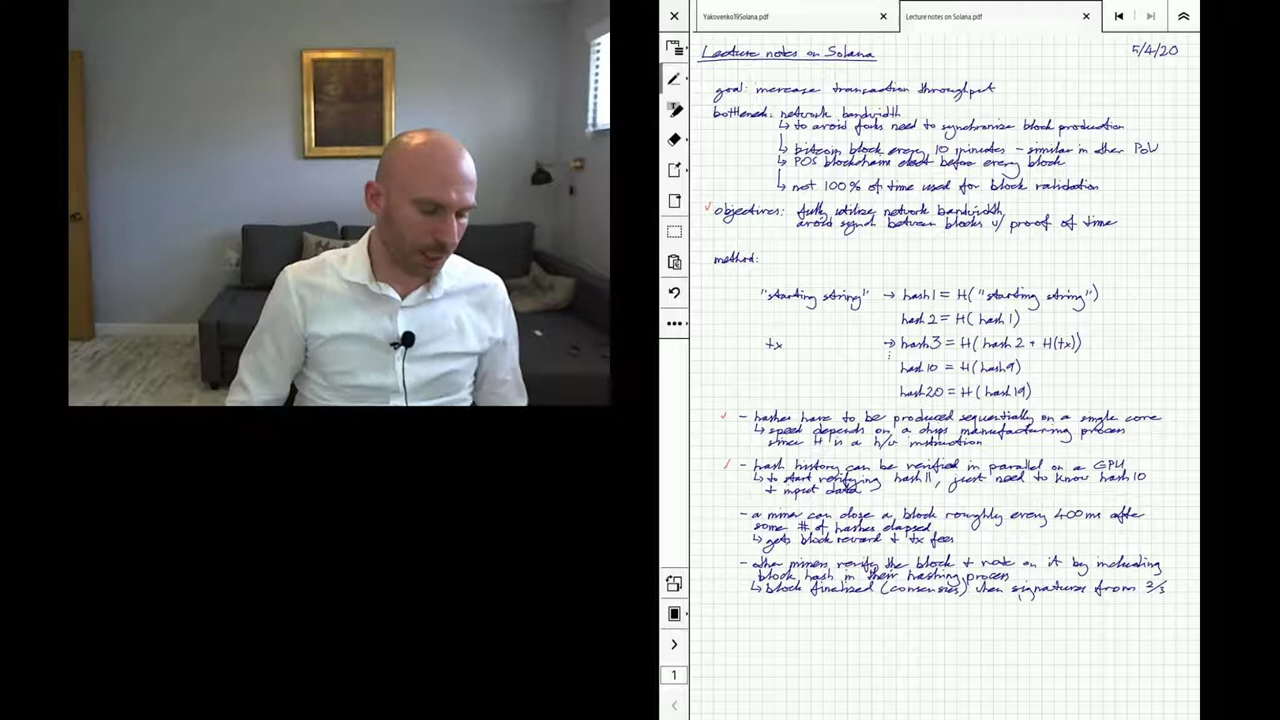 Yakovenko19Solana.pdf
Lecture notes on Solana.pdf
Lecture notes on Solana 5/4/20
goal: increase transaction throughput
bottleneck: network bandwidth
↳ to avoid forks need to synchronize block production
↳ bitcoin block every 10 minutes - similar in other PoW
↳ POS blockchains elect before every block
↳ not 100% of time used for block validation
✓ objectives: fully utilize network bandwidth,
avoid synch between blocks w/ proof of time
method:
"starting string" → hash1 = H("starting string")
hash2 = H(hash1)
tx → hash3 = H(hash2 + H(tx))
hash10 = H(hash9)
hash20 = H(hash19)
✓ - hashes have to be produced sequentially on a single core
↳ speed depends on a chips manufacturing process
since H is a h/w instruction
✓ - hash history can be verified in parallel on a GPU
↳ to start verifying hash11, just need to know hash10
+ input data
- a miner can close a block roughly every 400ms after
some # of hashes elapsed
↳ gets block reward + tx fees
- other miners verify the block + vote on it by including
block hash in their hashing process
↳ block finalized (consensus) when signatures from 2/3
1